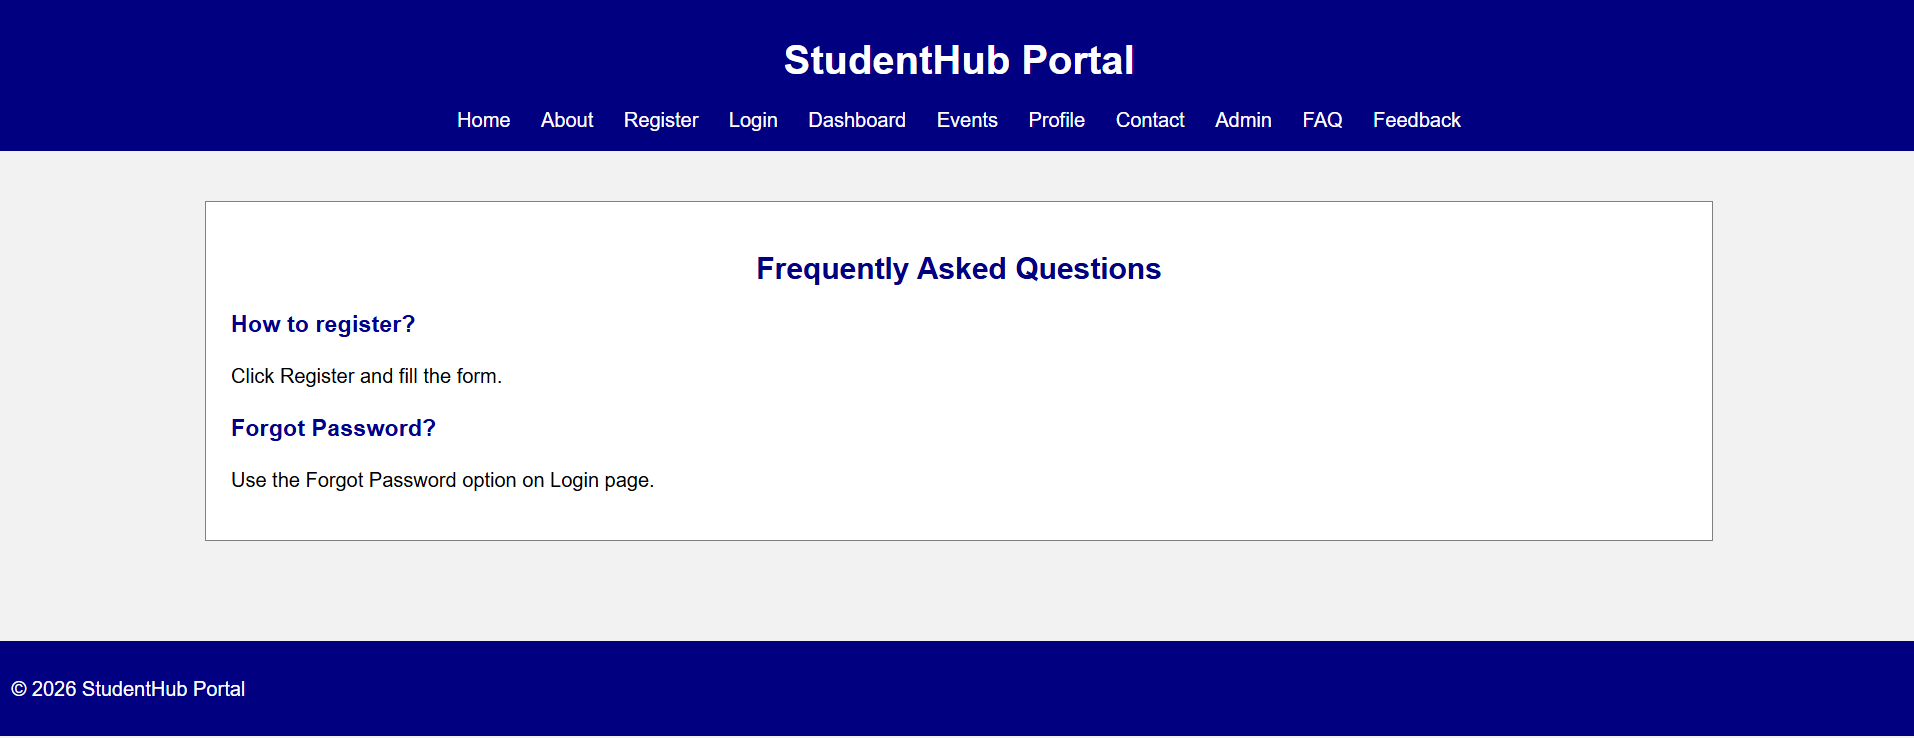 StudentHub Portal
Home About Register Login Dashboard Events Profile Contact Admin FAQ Feedback
Frequently Asked Questions
How to register?
Click Register and fill the form.
Forgot Password?
Use the Forgot Password option on Login page.
© 2026 StudentHub Portal